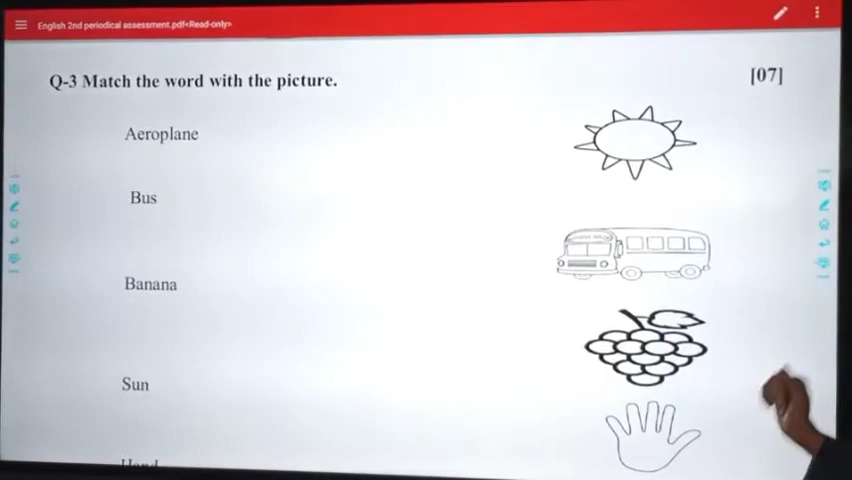 English 2nd periodical assessment.pdf<Read-only>
Q-3 Match the word with the picture.
[07]
Aeroplane
Bus
Banana
Sun
Hand